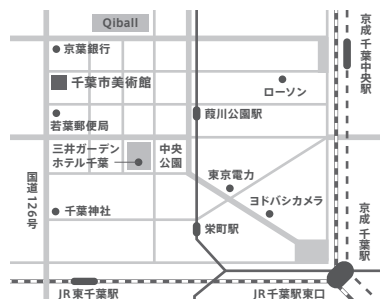 Qiball
京葉銀行
千葉市美術館
ローソン
京成 千葉中央駅
若葉郵便局
葭川公園駅
三井ガーデン
ホテル千葉
中央
公園
東京電力
ヨドバシカメラ
国道126号
千葉神社
栄町駅
京成 千葉駅
JR東千葉駅
JR千葉駅東口